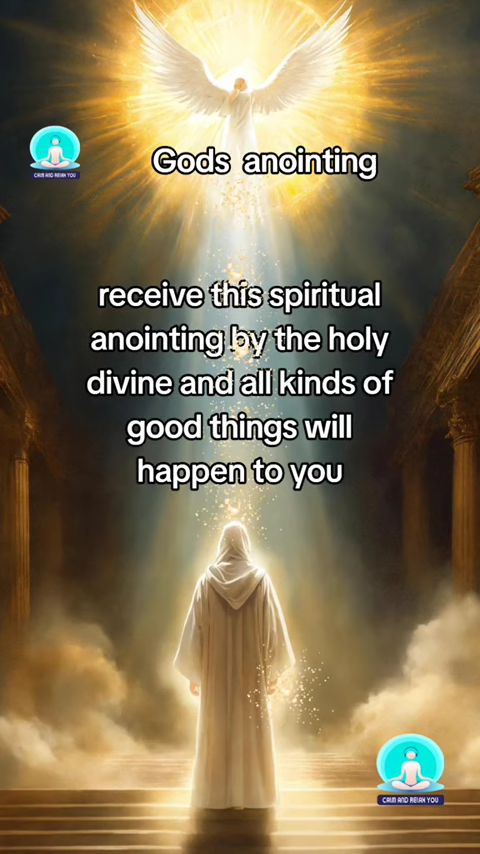 CALM AND RELAX YOU
Gods anointing
receive this spiritual
anointing by the holy
divine and all kinds of
good things will
happen to you
CALM AND RELAX YOU